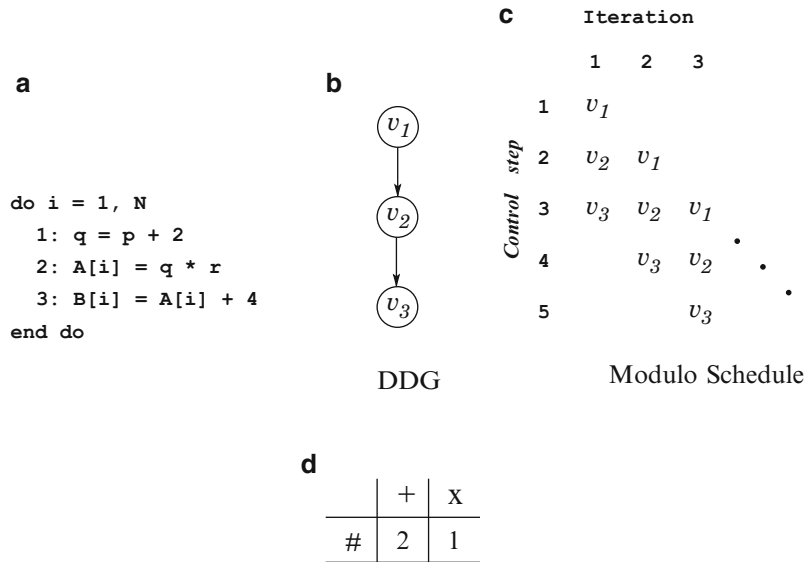 a
do i = 1, N
1: q = p + 2
2: A[i] = q * r
3: B[i] = A[i] + 4
end do
b
v1
v2
v3
DDG
c
Iteration
1 2 3
Control step
1 v1
2 v2 v1
3 v3 v2 v1
4 v3 v2
5 v3
Modulo Schedule
d
+ x
# 2 1